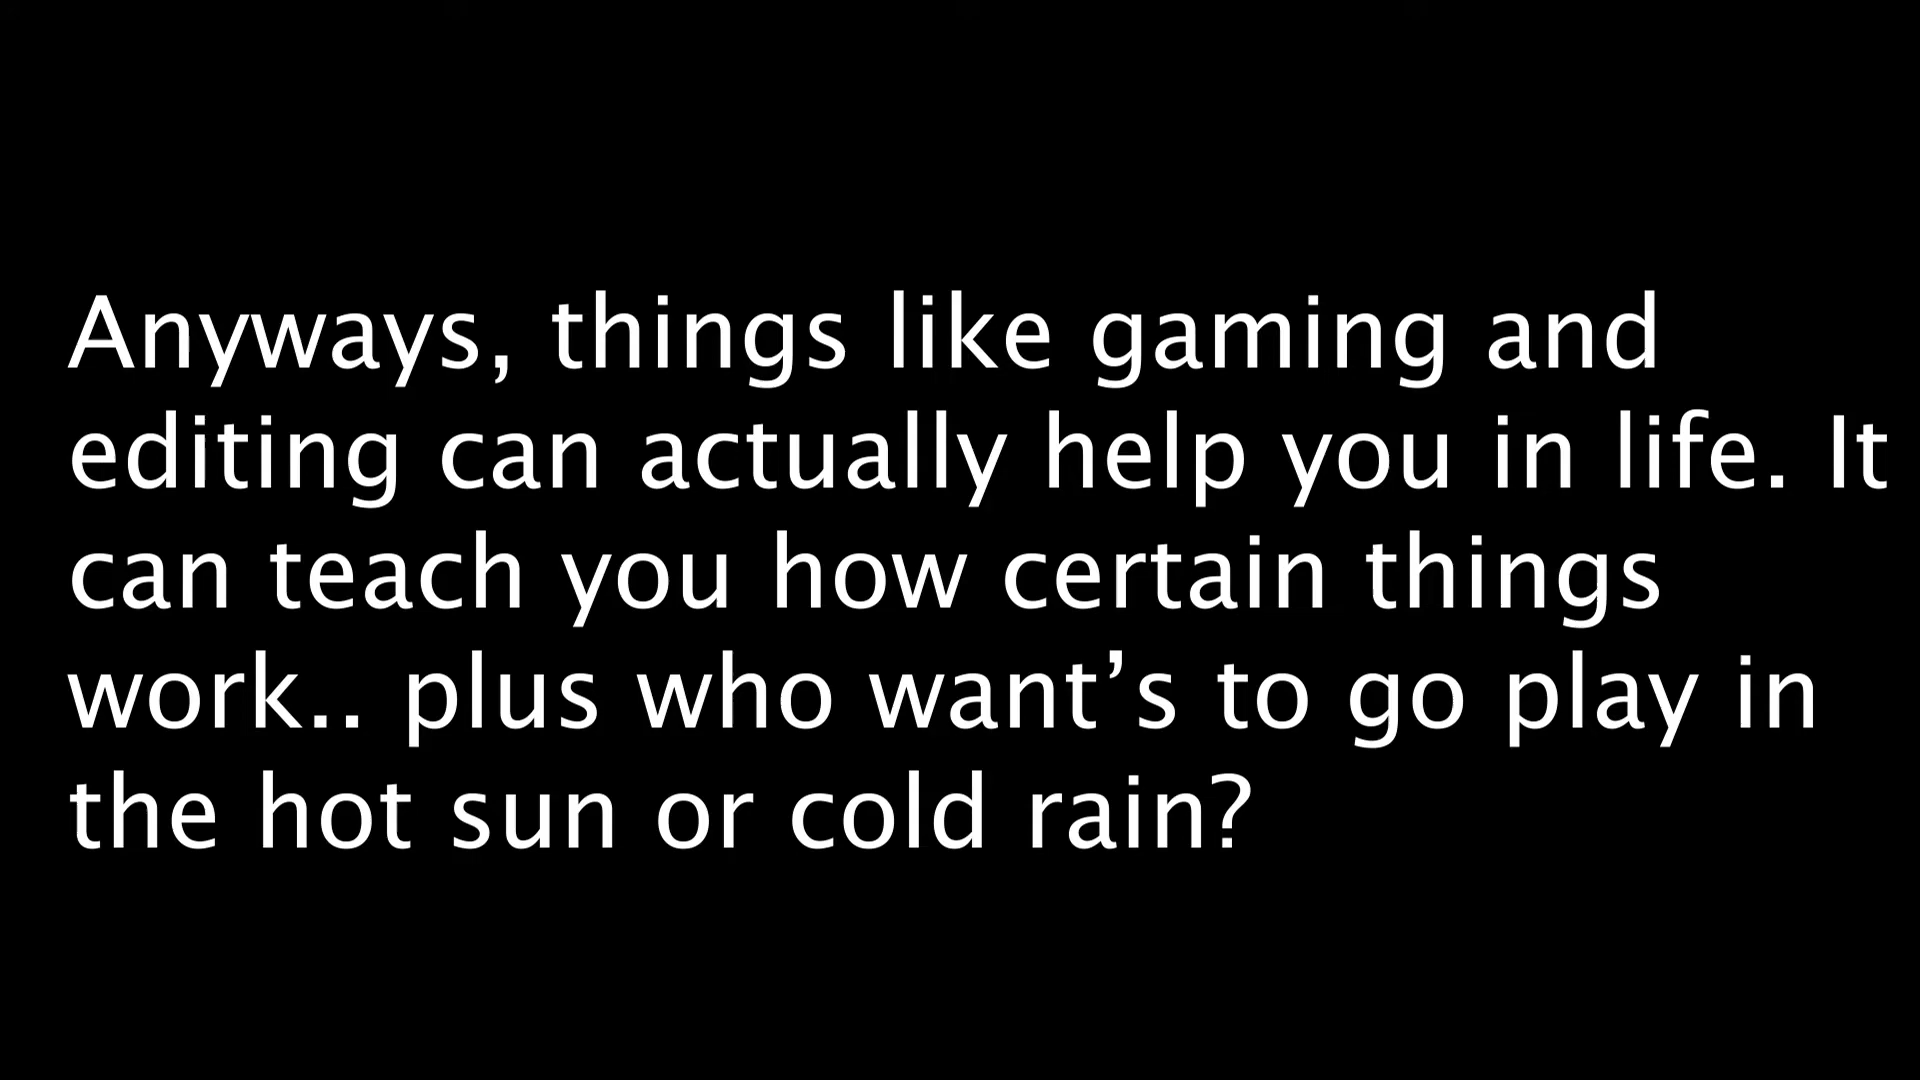 Anyways, things like gaming and
editing can actually help you in life. It
can teach you how certain things
work.. plus who want’s to go play in
the hot sun or cold rain?